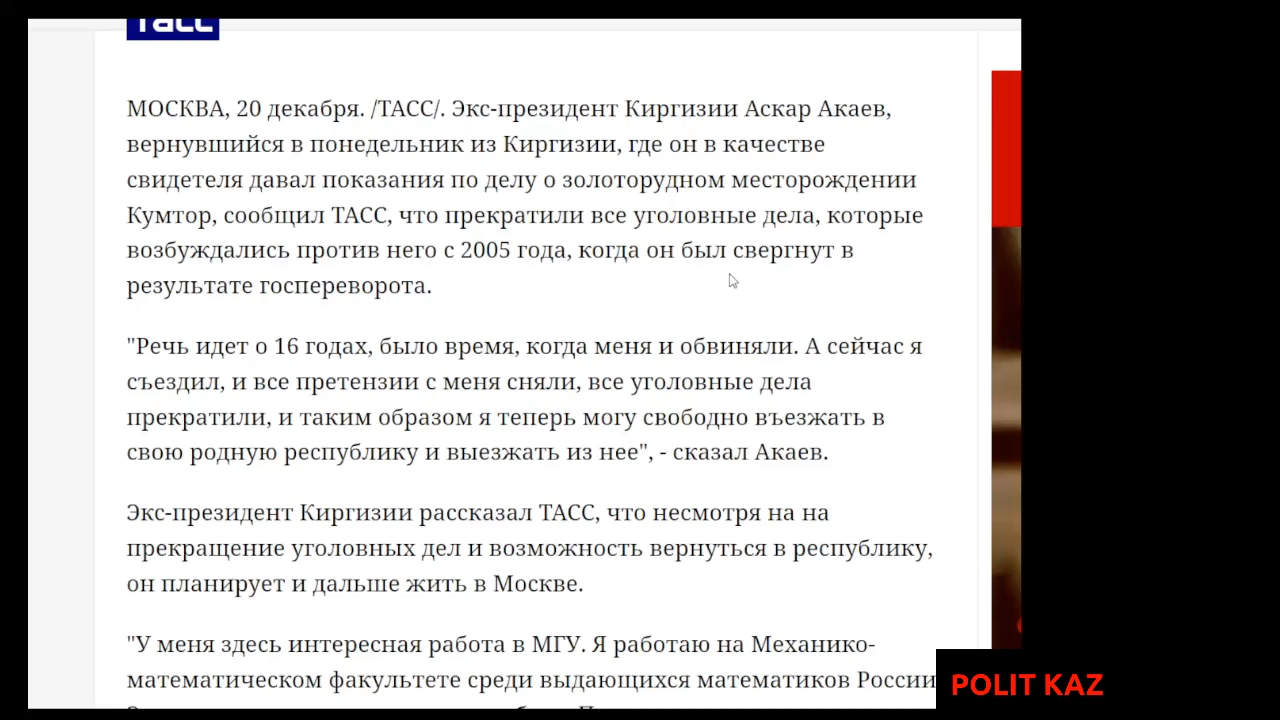 тасс
МОСКВА, 20 декабря. /ТАСС/. Экс-президент Киргизии Аскар Акаев,
вернувшийся в понедельник из Киргизии, где он в качестве
свидетеля давал показания по делу о золоторудном месторождении
Кумтор, сообщил ТАСС, что прекратили все уголовные дела, которые
возбуждались против него с 2005 года, когда он был свергнут в
результате госпереворота.
"Речь идет о 16 годах, было время, когда меня и обвиняли. А сейчас я
съездил, и все претензии с меня сняли, все уголовные дела
прекратили, и таким образом я теперь могу свободно въезжать в
свою родную республику и выезжать из нее", - сказал Акаев.
Экс-президент Киргизии рассказал ТАСС, что несмотря на на
прекращение уголовных дел и возможность вернуться в республику,
он планирует и дальше жить в Москве.
"У меня здесь интересная работа в МГУ. Я работаю на Механико-
математическом факультете среди выдающихся математиков России
POLIT KAZ